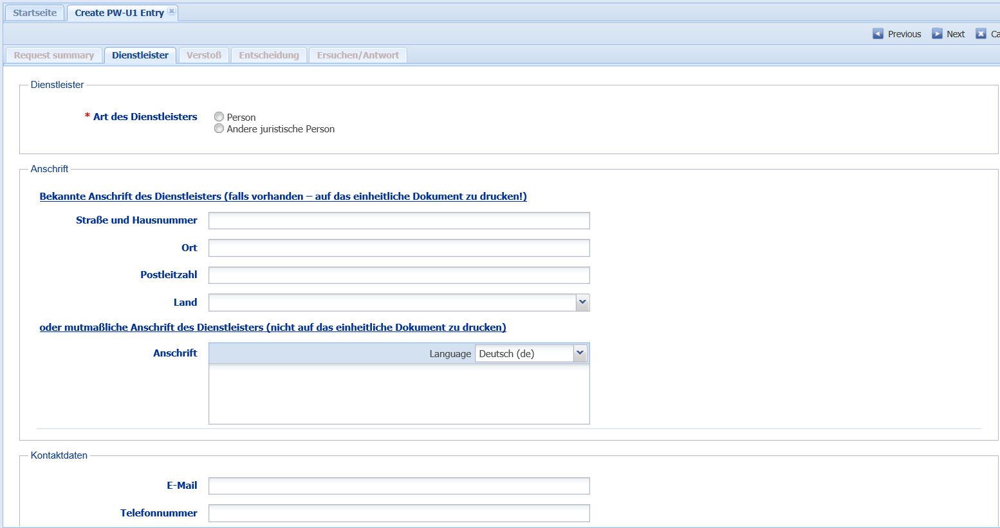 Startseite Create PW-U1 Entry
Previous Next Ca
Request summary Dienstleister Verstoß Entscheidung Ersuchen/Antwort
Dienstleister
* Art des Dienstleisters Person
Andere juristische Person
Anschrift
Bekannte Anschrift des Dienstleisters (falls vorhanden – auf das einheitliche Dokument zu drucken!)
Straße und Hausnummer
Ort
Postleitzahl
Land
oder mutmaßliche Anschrift des Dienstleisters (nicht auf das einheitliche Dokument zu drucken)
Anschrift Language Deutsch (de)
Kontaktdaten
E-Mail
Telefonnummer